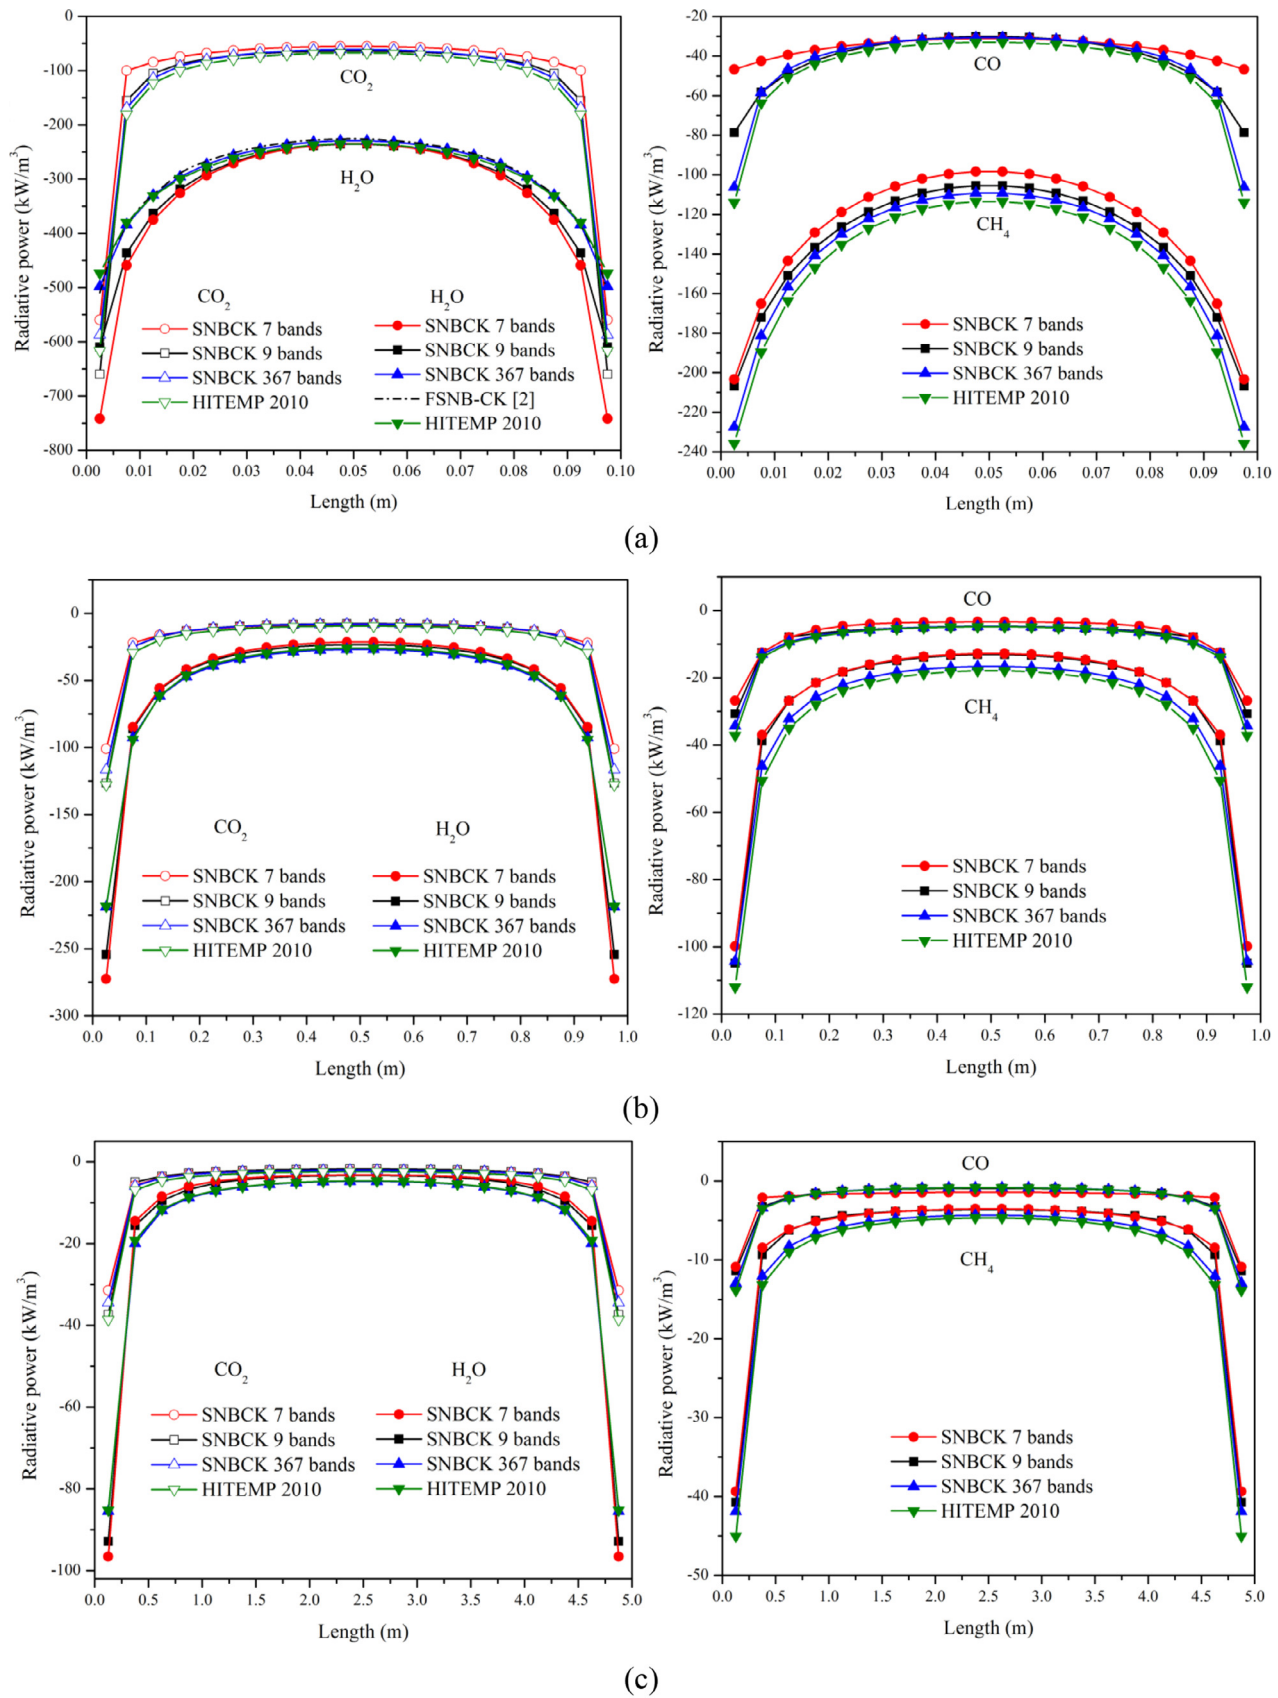 0
-100
-200
-300
-400
-500
-600
-700
-800
Radiative power (kW/m³)
CO₂
H₂O
CO₂ H₂O
SNBCK 7 bands SNBCK 7 bands
SNBCK 9 bands SNBCK 9 bands
SNBCK 367 bands SNBCK 367 bands
HITEMP 2010 FSNB-CK [2]
HITEMP 2010
0.00 0.01 0.02 0.03 0.04 0.05 0.06 0.07 0.08 0.09 0.10
Length (m)
-20
-40
-60
-80
-100
-120
-140
-160
-180
-200
-220
-240
Radiative power (kW/m³)
CO
CH₄
SNBCK 7 bands
SNBCK 9 bands
SNBCK 367 bands
HITEMP 2010
0.00 0.01 0.02 0.03 0.04 0.05 0.06 0.07 0.08 0.09 0.10
Length (m)
(a)
0
-50
-100
-150
-200
-250
-300
Radiative power (kW/m³)
CO₂ H₂O
SNBCK 7 bands SNBCK 7 bands
SNBCK 9 bands SNBCK 9 bands
SNBCK 367 bands SNBCK 367 bands
HITEMP 2010 HITEMP 2010
0.0 0.1 0.2 0.3 0.4 0.5 0.6 0.7 0.8 0.9 1.0
Length (m)
0
-20
-40
-60
-80
-100
-120
Radiative power (kW/m³)
CO
CH₄
SNBCK 7 bands
SNBCK 9 bands
SNBCK 367 bands
HITEMP 2010
0.0 0.1 0.2 0.3 0.4 0.5 0.6 0.7 0.8 0.9 1.0
Length (m)
(b)
0
-20
-40
-60
-80
-100
Radiative power (kW/m³)
CO₂ H₂O
SNBCK 7 bands SNBCK 7 bands
SNBCK 9 bands SNBCK 9 bands
SNBCK 367 bands SNBCK 367 bands
HITEMP 2010 HITEMP 2010
0.0 0.5 1.0 1.5 2.0 2.5 3.0 3.5 4.0 4.5 5.0
Length (m)
0
-10
-20
-30
-40
-50
Radiative power (kW/m³)
CO
CH₄
SNBCK 7 bands
SNBCK 9 bands
SNBCK 367 bands
HITEMP 2010
0.0 0.5 1.0 1.5 2.0 2.5 3.0 3.5 4.0 4.5 5.0
Length (m)
(c)